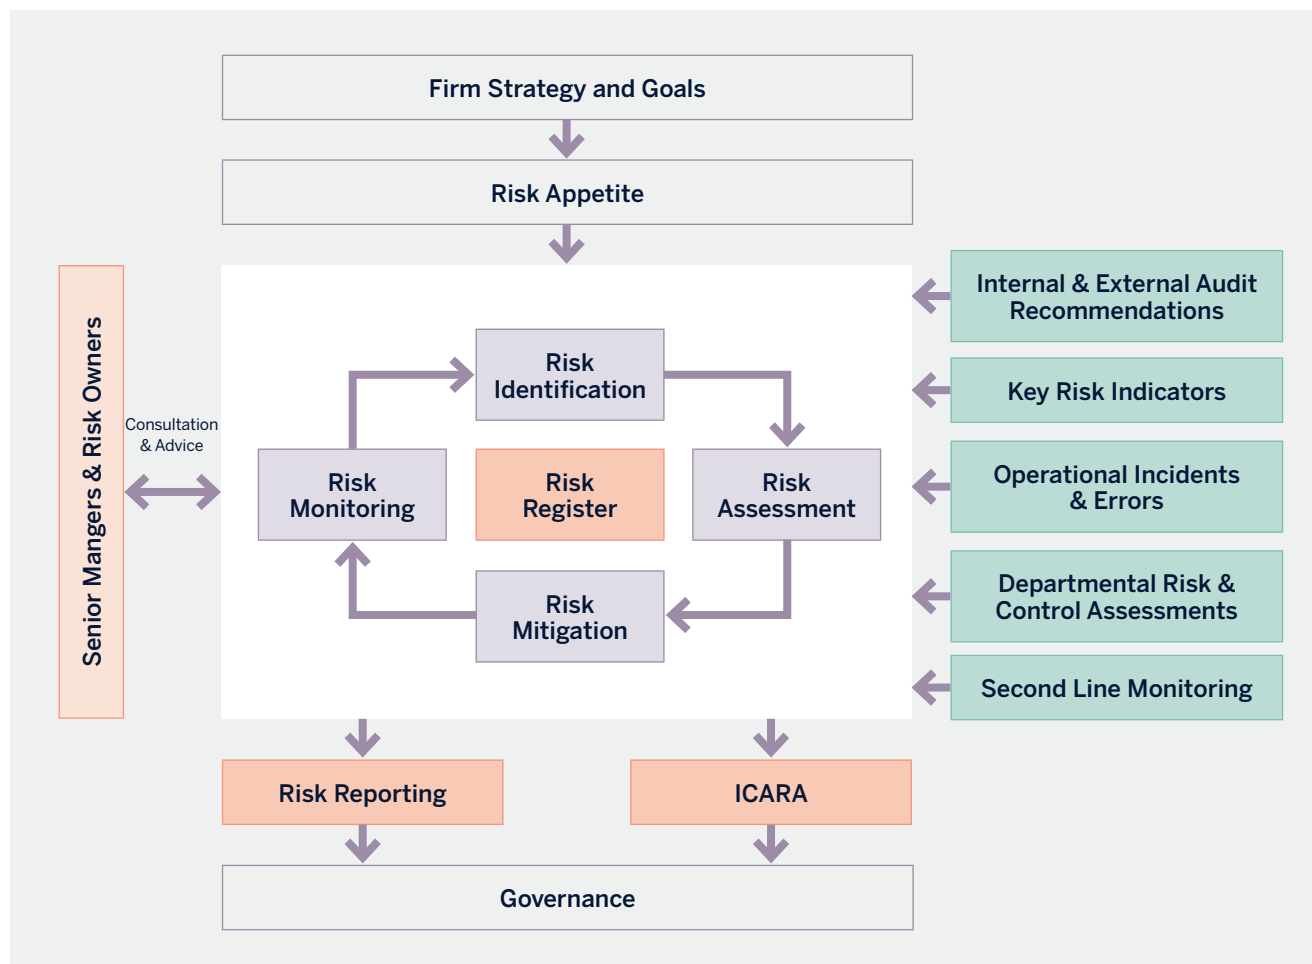 Firm Strategy and Goals
Risk Appetite
Senior Mangers & Risk Owners
Consultation
& Advice
Risk
Identification
Risk
Monitoring
Risk
Register
Risk
Assessment
Risk
Mitigation
Internal & External Audit
Recommendations
Key Risk Indicators
Operational Incidents
& Errors
Departmental Risk &
Control Assessments
Second Line Monitoring
Risk Reporting
ICARA
Governance